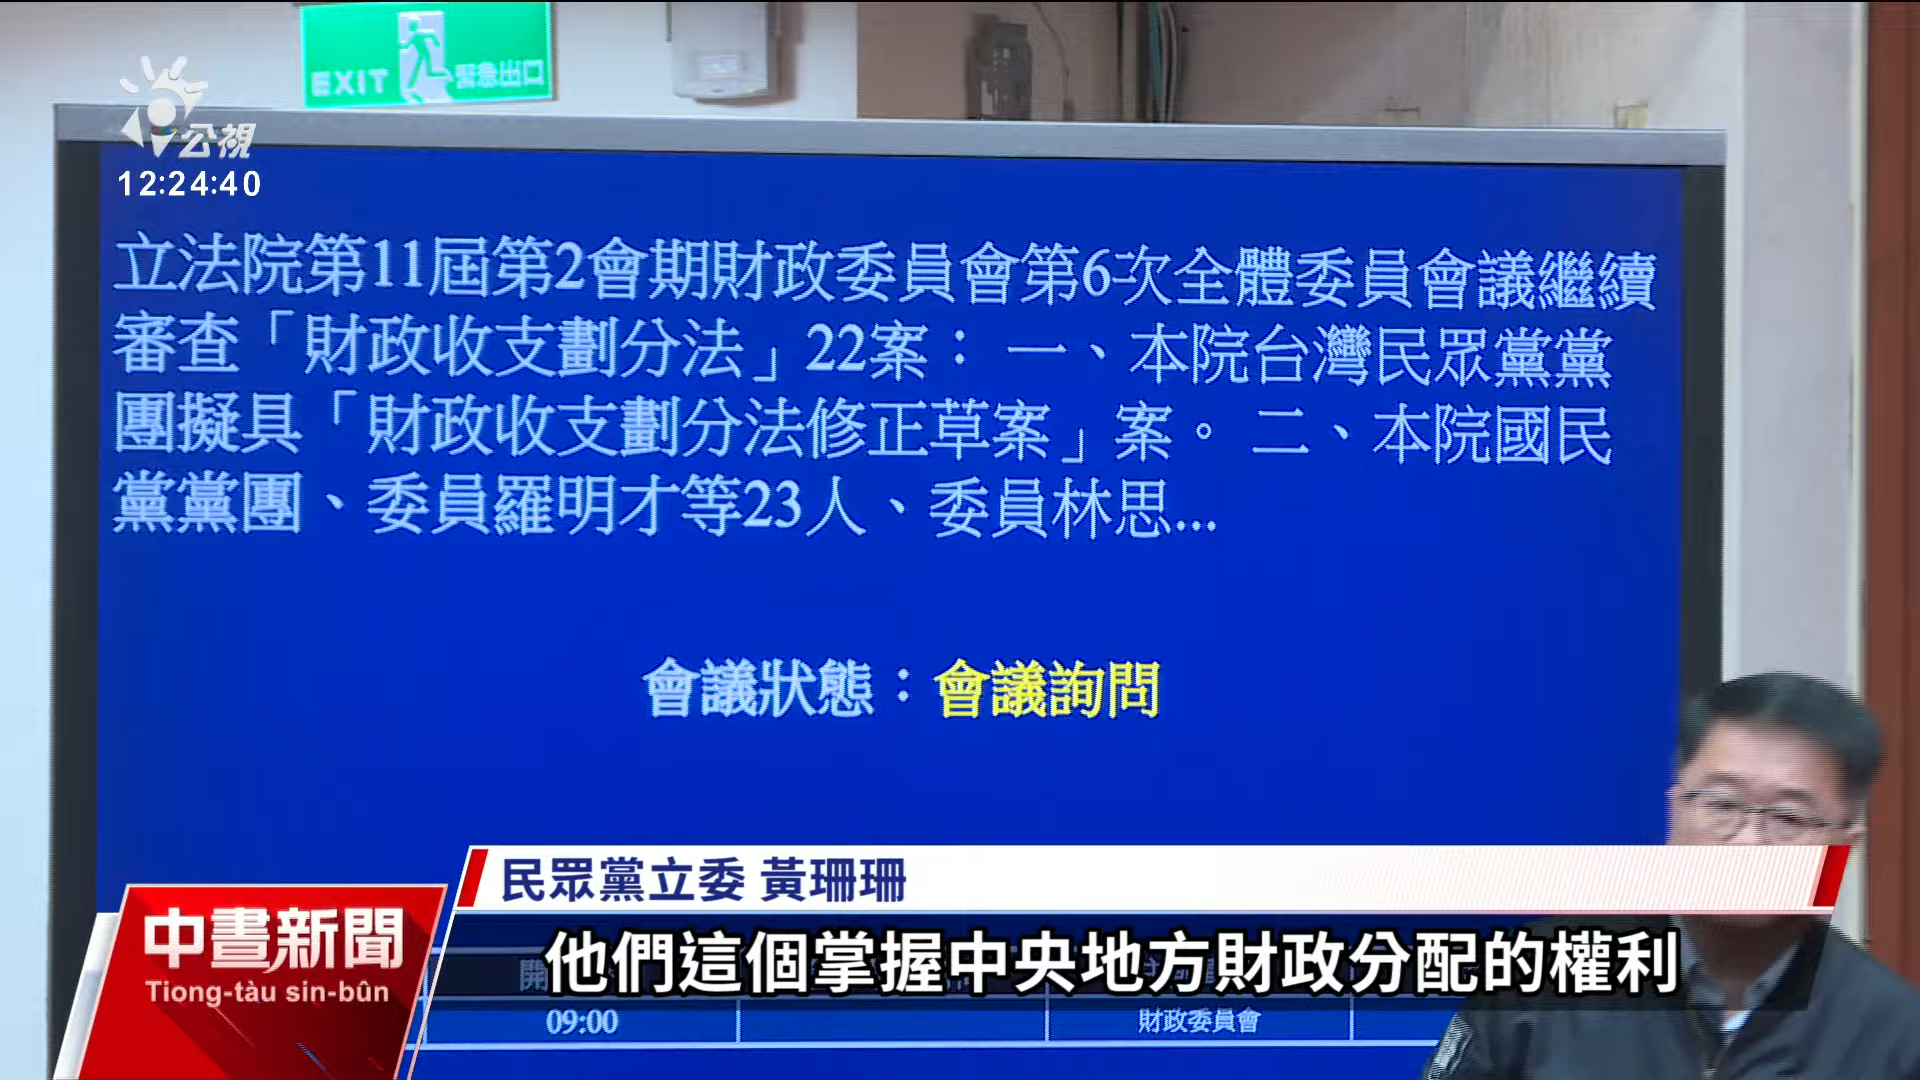 EXIT 緊急出口
公視
12:24:40
立法院第11屆第2會期財政委員會第6次全體委員會議繼續
審查「財政收支劃分法」22案： 一、本院台灣民眾黨黨
團擬具「財政收支劃分法修正草案」案。 二、本院國民
黨黨團、委員羅明才等23人、委員林思...
會議狀態：會議詢問
民眾黨立委 黃珊珊
中晝新聞
Tiong-tàu sin-bûn
他們這個掌握中央地方財政分配的權利
開
09:00
財政委員會